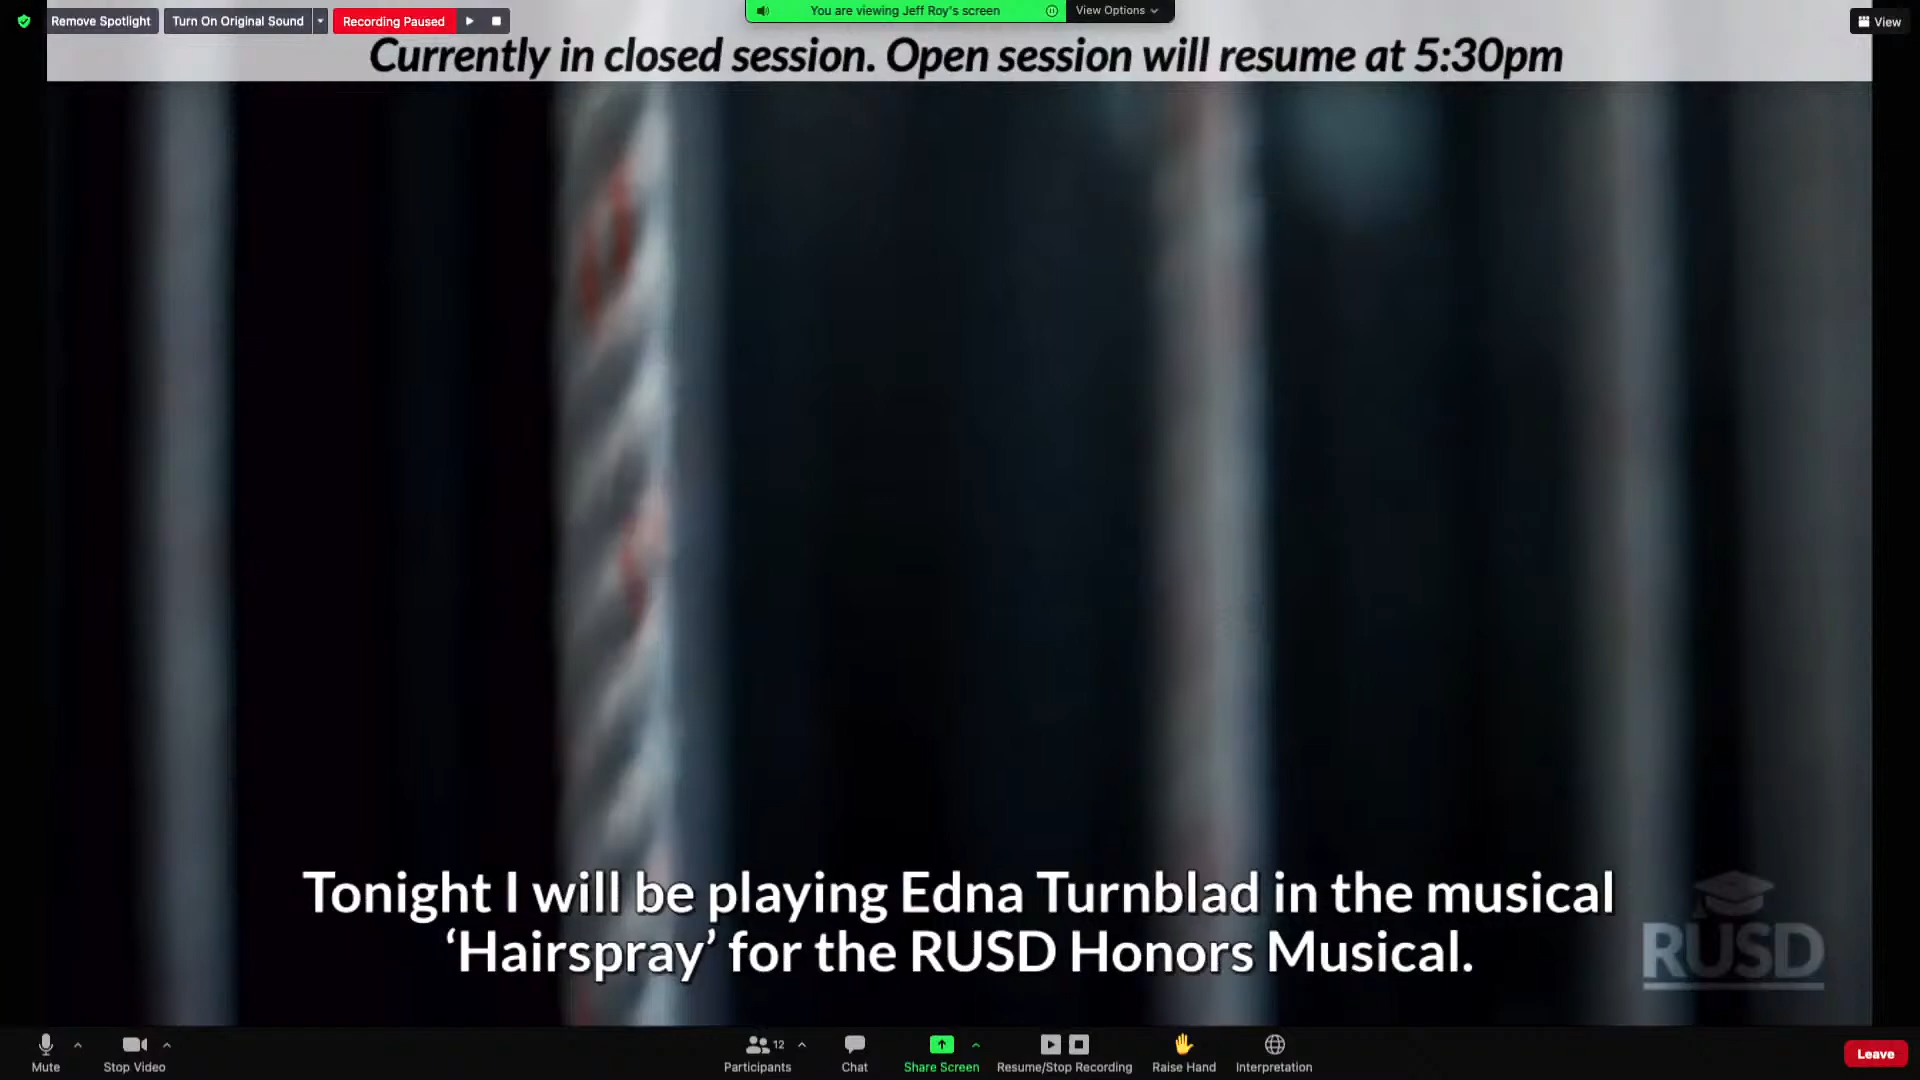 Remove Spotlight
Turn On Original Sound
Recording Paused
You are viewing Jeff Roy's screen
View Options
View
Currently in closed session. Open session will resume at 5:30pm
Tonight I will be playing Edna Turnblad in the musical
‘Hairspray’ for the RUSD Honors Musical.
RUSD
Mute
Stop Video
12
Participants
Chat
Share Screen
Resume/Stop Recording
Raise Hand
Interpretation
Leave